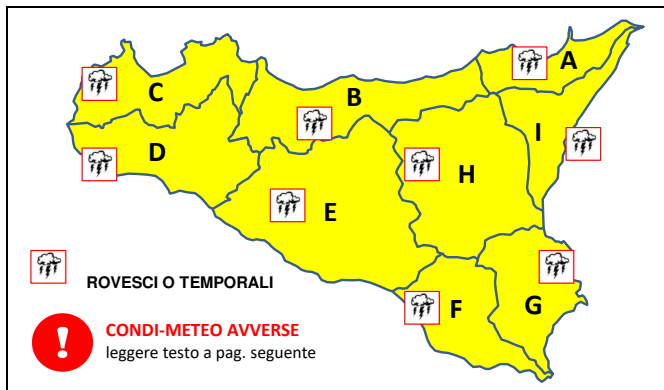 A
B
C
I
D
H
E
ROVESCI O TEMPORALI
F
G
!
CONDI-METEO AVVERSE
leggere testo a pag. seguente